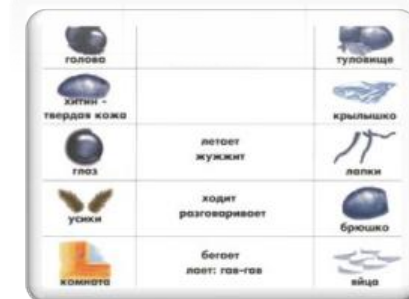 голова туловище
хитин -
твердая кожа крылышко
летает
жужжит
глаз лапки
ходит
разговаривает
усики брюшко
бегает
лает: гав-гав
комната яйца